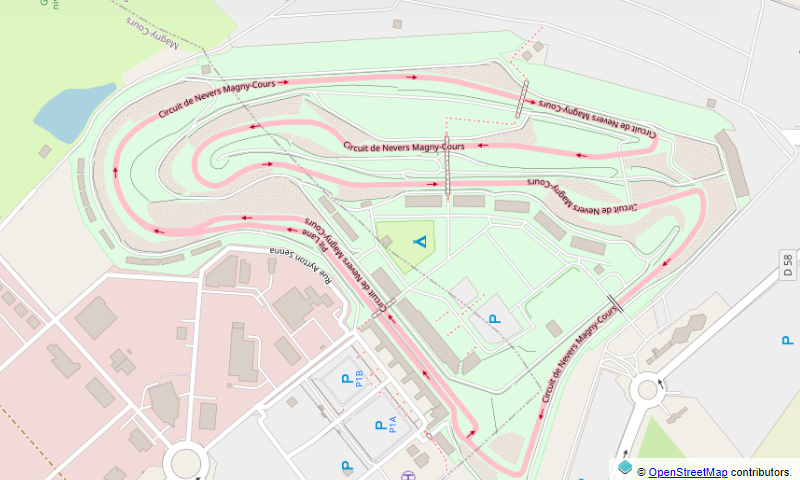 Magny-Cours
Circuit de Nevers Magny-Cours
Circuit de Nevers Magny-Cours
Circuit de Nevers Magny-Cours
Circuit de Nevers Magny-Cours
Pit Lane
Circuit de Nevers Magny-Cours
Rue Ayrton Senna
D 58
P
P
Circuit de Nevers Magny-Cours
P
P1B
P
P1A
P
H
© OpenStreetMap contributors.